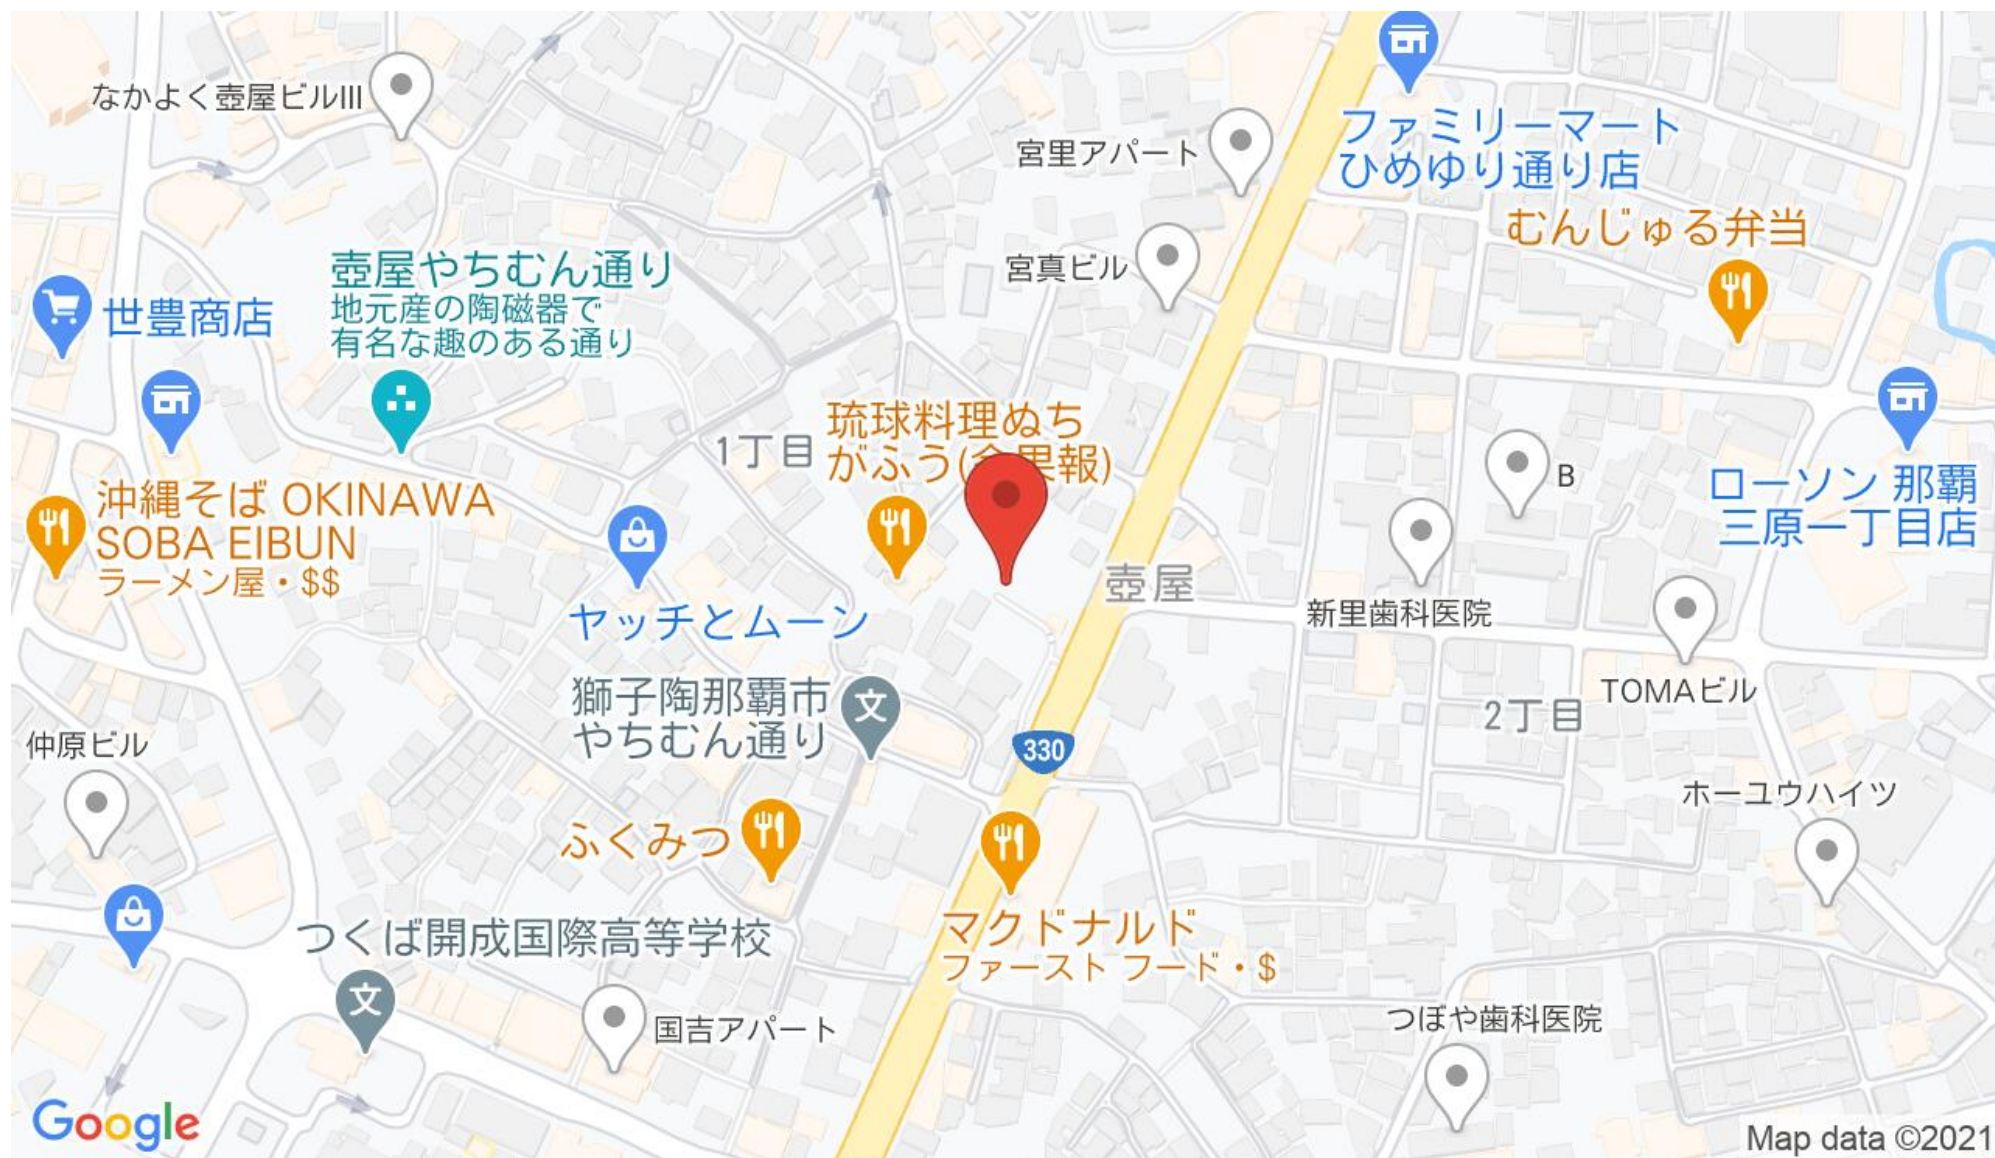 なかよく壺屋ビルIII
宮里アパート
ファミリーマート
ひめゆり通り店
むんじゅる弁当
宮真ビル
壺屋やちむん通り
地元産の陶磁器で
有名な趣のある通り
世豊商店
1丁目
琉球料理ぬち
がふう(命果報)
B
ローソン 那覇
三原一丁目店
沖縄そば OKINAWA
SOBA EIBUN
ラーメン屋・$$
ヤッチとムーン
壺屋
新里歯科医院
TOMAビル
2丁目
獅子陶那覇市
やちむん通り
330
仲原ビル
ホーユウハイツ
ふくみつ
マクドナルド
ファースト フード・$
つくば開成国際高等学校
国吉アパート
つぼや歯科医院
Google
Map data ©2021